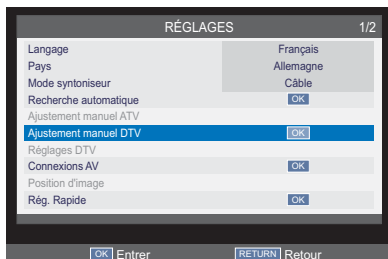 RÉGLAGES 1/2
Langage Français
Pays Allemagne
Mode syntoniseur Câble
Recherche automatique OK
Ajustement manuel ATV
Ajustement manuel DTV OK
Réglages DTV
Connexions AV OK
Position d'image
Rég. Rapide OK
OK Entrer RETURN Retour